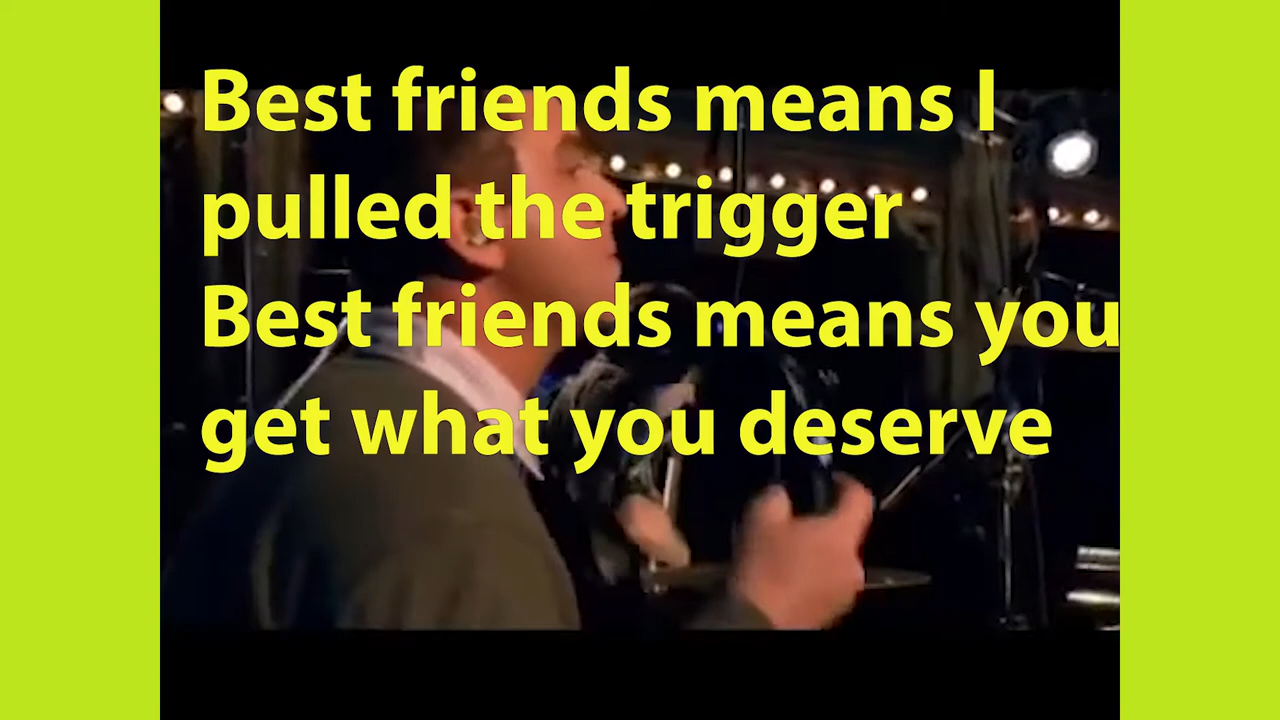 Best friends means I
pulled the trigger
Best friends means you
get what you deserve